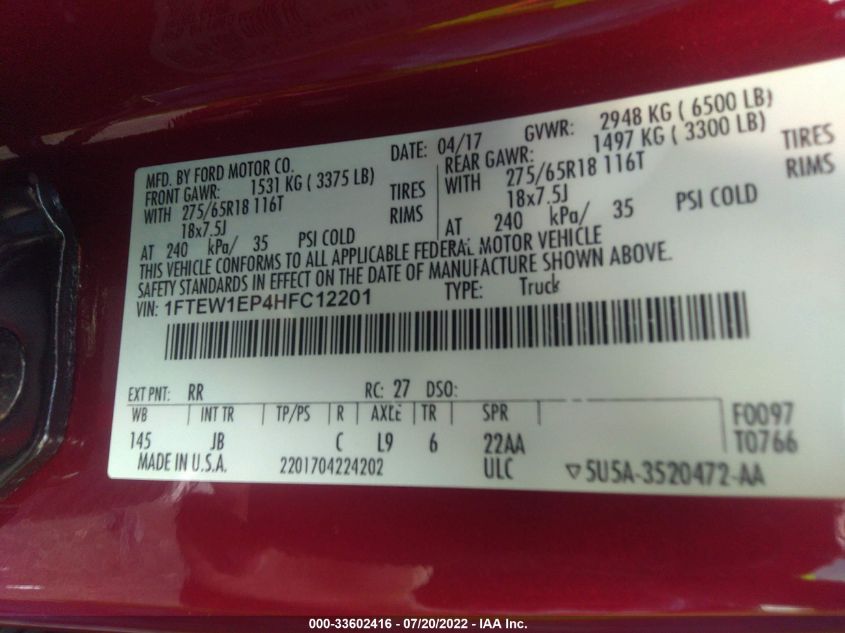 MFD. BY FORD MOTOR CO.
DATE: 04/17 GVWR: 2948 KG ( 6500 LB)
FRONT GAWR: 1531 KG ( 3375 LB) REAR GAWR: 1497 KG ( 3300 LB)
WITH 275/65R18 116T TIRES WITH 275/65R18 116T TIRES
18x7.5J RIMS 18x7.5J RIMS
AT 240 kPa/ 35 PSI COLD AT 240 kPa/ 35 PSI COLD
THIS VEHICLE CONFORMS TO ALL APPLICABLE FEDERAL MOTOR VEHICLE
SAFETY STANDARDS IN EFFECT ON THE DATE OF MANUFACTURE SHOWN ABOVE.
VIN: 1FTEW1EP4HFC12201 TYPE: Truck
EXT PNT: RR RC: 27 DSO:
WB INT TR TP/PS R AXLE TR SPR F0097
145 JB C L9 6 22AA T0766
MADE IN U.S.A. 2201704224202 ULC ▽5U5A-3520472-AA
000-33602416 - 07/20/2022 - IAA Inc.